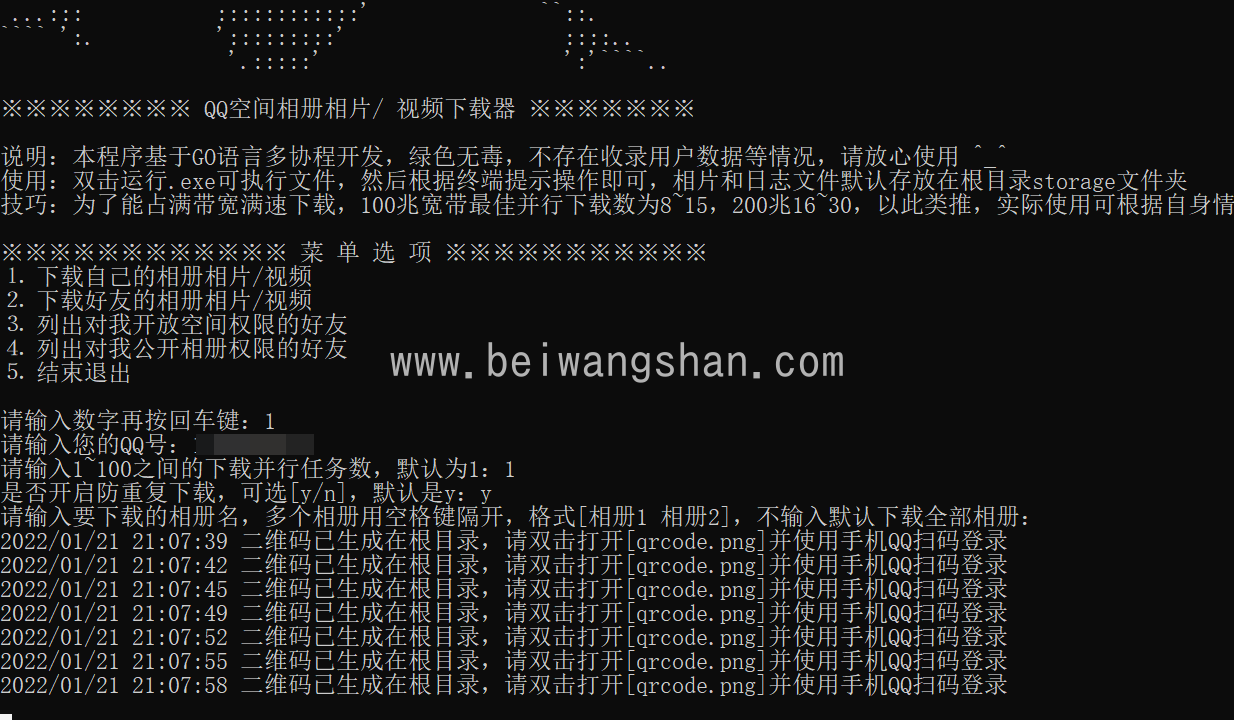 ※※※※※※※※ QQ空间相册相片/ 视频下载器 ※※※※※※※
说明：本程序基于GO语言多协程开发，绿色无毒，不存在收录用户数据等情况，请放心使用 ^_^
使用：双击运行.exe可执行文件，然后根据终端提示操作即可，相片和日志文件默认存放在根目录storage文件夹
技巧：为了能占满带宽满速下载，100兆宽带最佳并行下载数为8~15，200兆16~30，以此类推，实际使用可根据自身情
※※※※※※※※※※※※ 菜 单 选 项 ※※※※※※※※※※※
1. 下载自己的相册相片/视频
2. 下载好友的相册相片/视频
3. 列出对我开放空间权限的好友
4. 列出对我公开相册权限的好友
5. 结束退出
www.beiwangshan.com
请输入数字再按回车键：1
请输入您的QQ号：
请输入1~100之间的下载并行任务数，默认为1：1
是否开启防重复下载，可选[y/n]，默认是y：y
请输入要下载的相册名，多个相册用空格键隔开，格式[相册1 相册2]，不输入默认下载全部相册：
2022/01/21 21:07:39 二维码已生成在根目录，请双击打开[qrcode.png]并使用手机QQ扫码登录
2022/01/21 21:07:42 二维码已生成在根目录，请双击打开[qrcode.png]并使用手机QQ扫码登录
2022/01/21 21:07:45 二维码已生成在根目录，请双击打开[qrcode.png]并使用手机QQ扫码登录
2022/01/21 21:07:49 二维码已生成在根目录，请双击打开[qrcode.png]并使用手机QQ扫码登录
2022/01/21 21:07:52 二维码已生成在根目录，请双击打开[qrcode.png]并使用手机QQ扫码登录
2022/01/21 21:07:55 二维码已生成在根目录，请双击打开[qrcode.png]并使用手机QQ扫码登录
2022/01/21 21:07:58 二维码已生成在根目录，请双击打开[qrcode.png]并使用手机QQ扫码登录